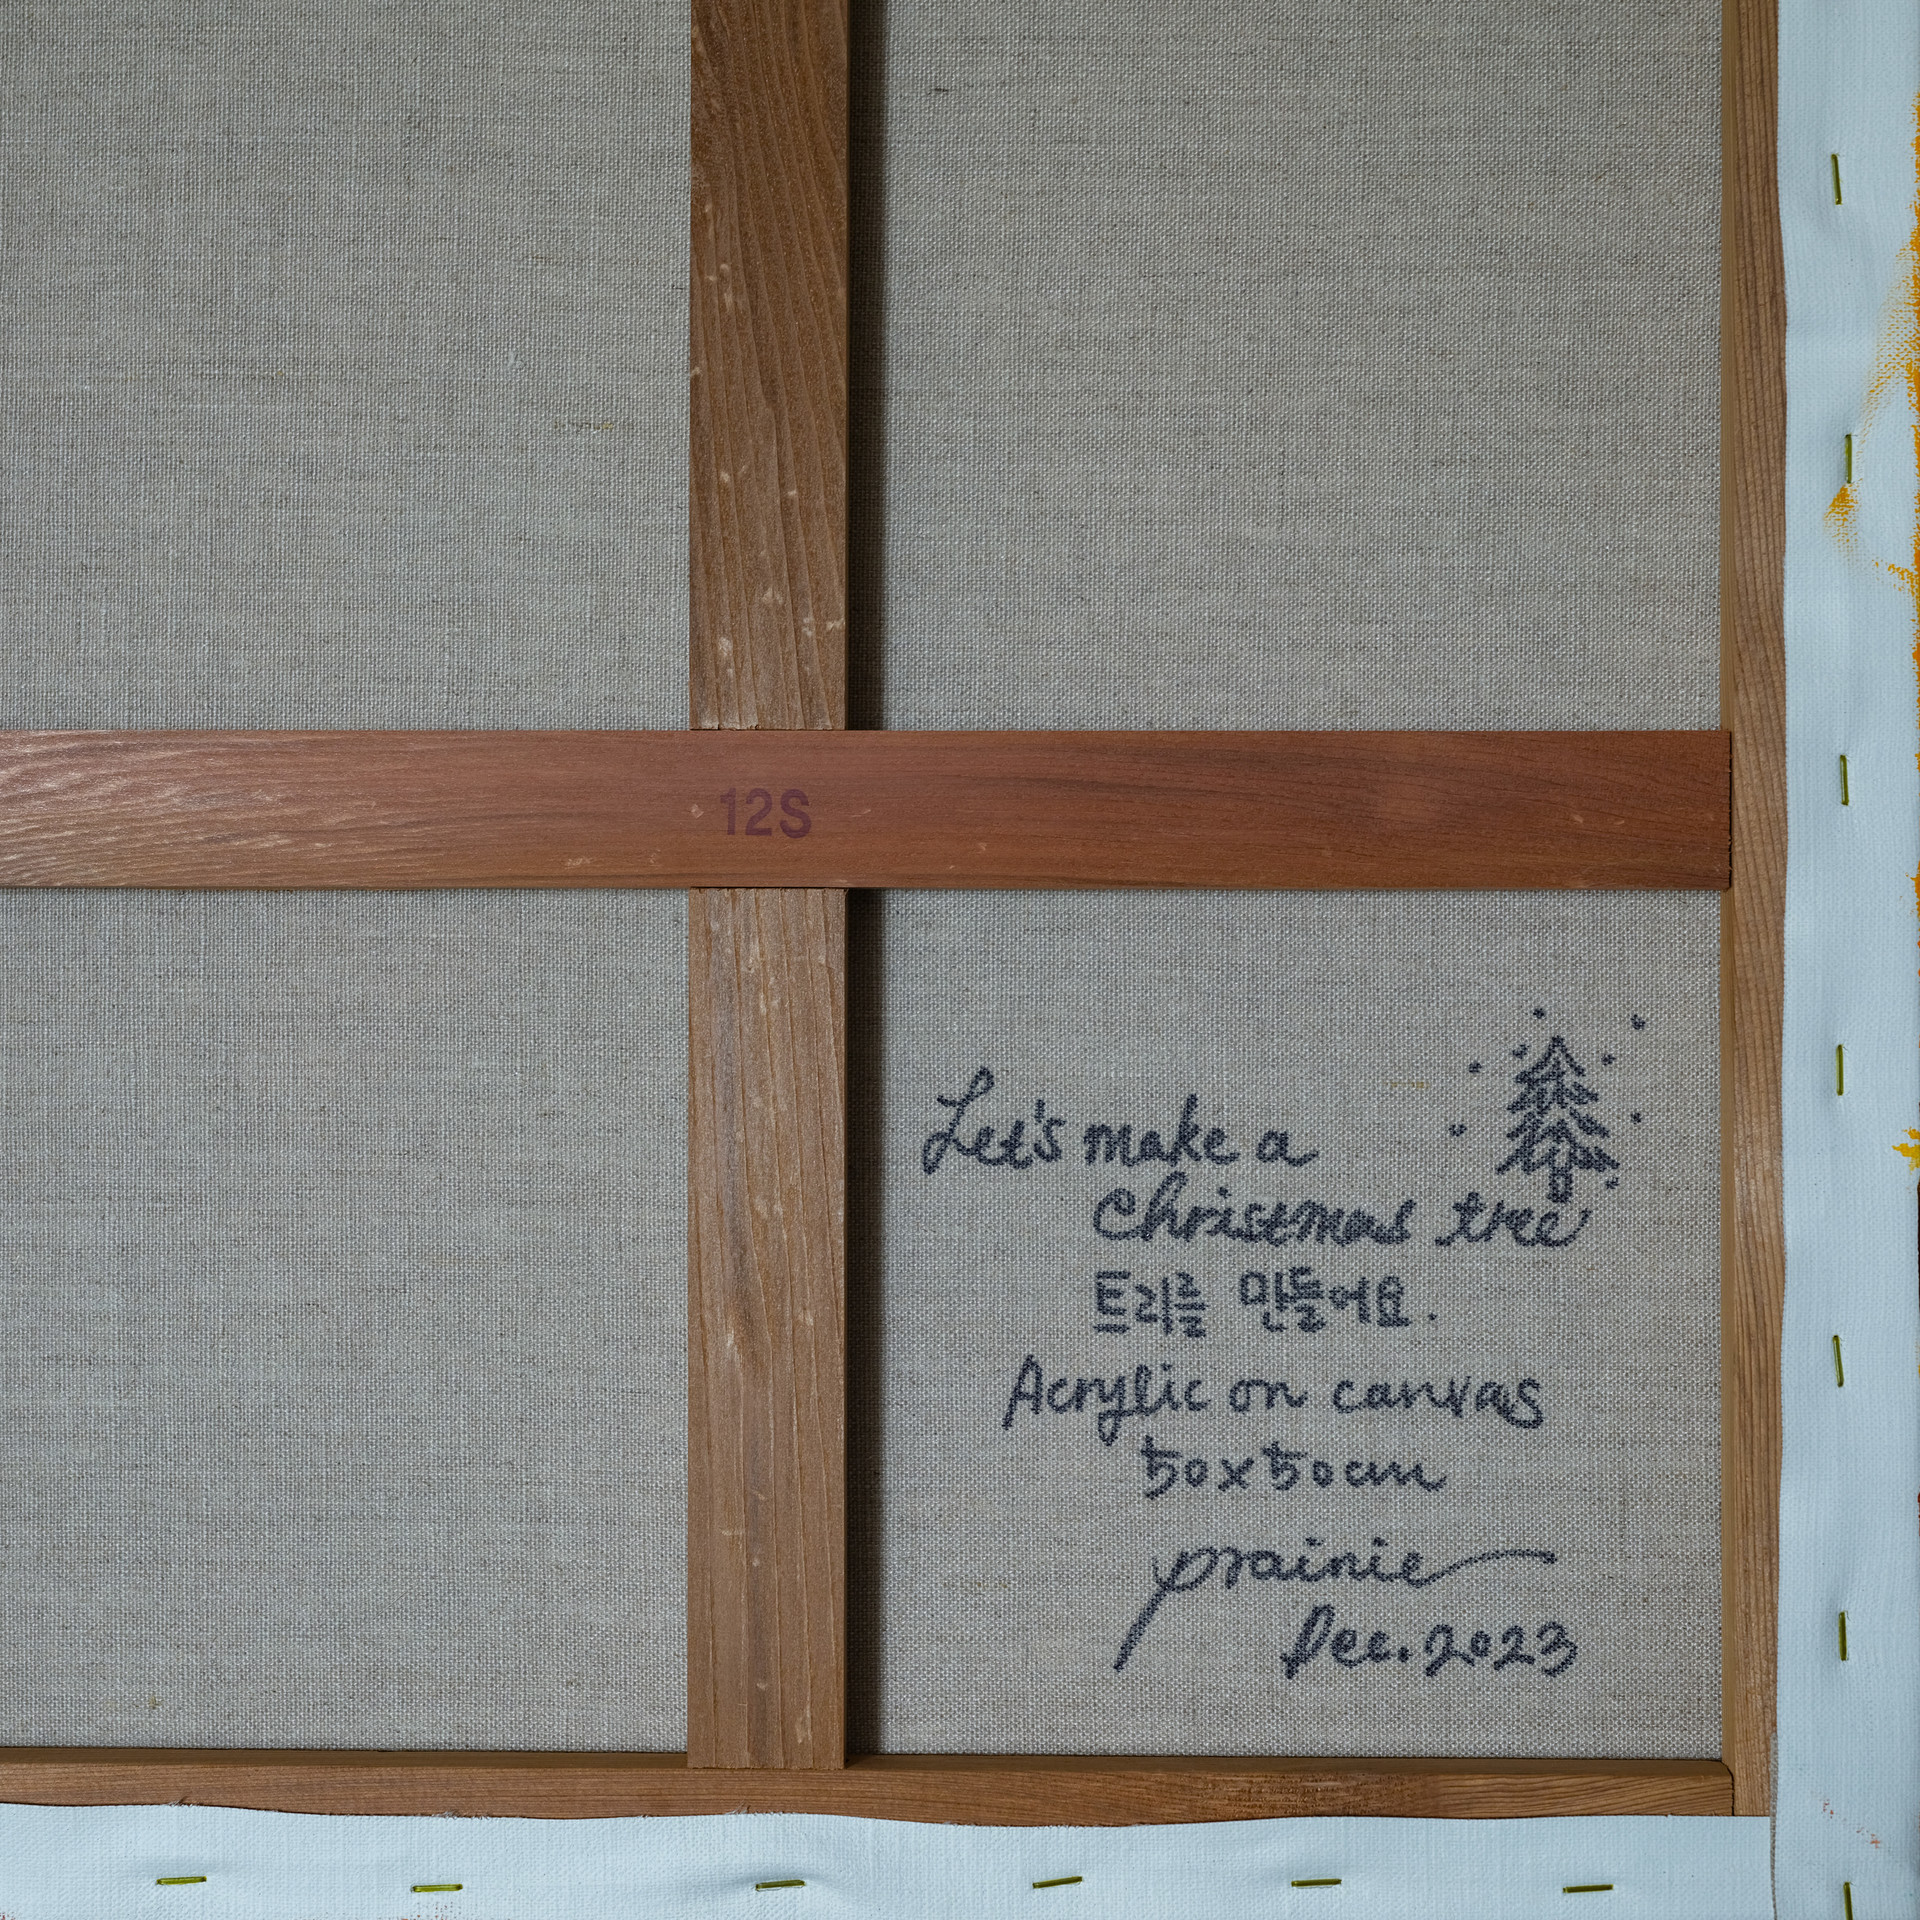 12S
Let's make a
Christmas tree
트리를 만들어요.
Acrylic on canvas
50x50cm
prairie
Dec. 2023